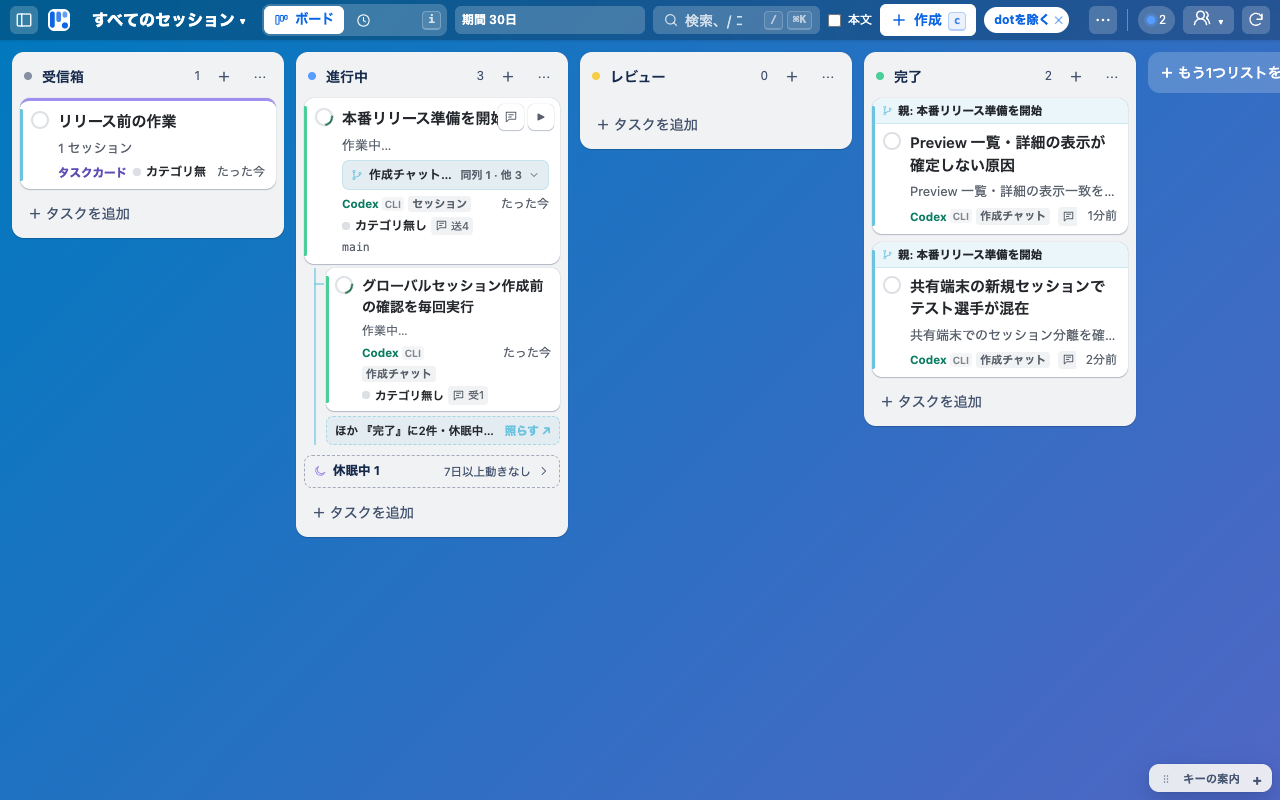 すべてのセッション ▾
ボード
i
期間 30日
検索、/
/
⌘K
本文
+ 作成 c
dotを除く ×
…
2
受信箱 1 + …
リリース前の作業
1 セッション
タスクカード カテゴリ無 たった今
+ タスクを追加
進行中 3 + …
本番リリース準備を開始
作業中…
作成チャット… 同列 1・他 3
Codex CLI セッション たった今
カテゴリ無し 送4
main
グローバルセッション作成前
の確認を毎回実行
作業中…
Codex CLI たった今
作成チャット
カテゴリ無し 受1
ほか 『完了』に2件・休眠中… 照らす ↗
休眠中 1 7日以上動きなし
+ タスクを追加
レビュー 0 + …
+ タスクを追加
完了 2 + …
親: 本番リリース準備を開始
Preview 一覧・詳細の表示が
確定しない原因
Preview 一覧・詳細の表示一致を…
Codex CLI 作成チャット 1分前
親: 本番リリース準備を開始
共有端末の新規セッションで
テスト選手が混在
共有端末でのセッション分離を確…
Codex CLI 作成チャット 2分前
+ タスクを追加
+ もう1つリストを
キーの案内 +